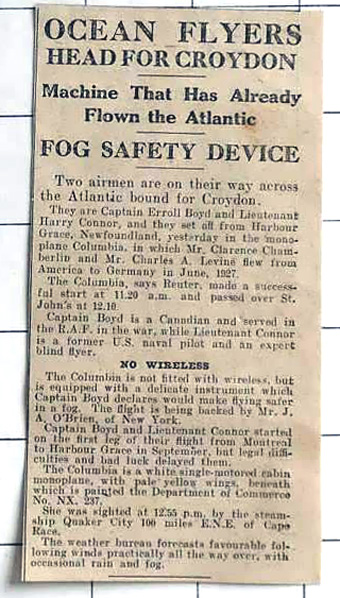 OCEAN FLYERS
HEAD FOR CROYDON
Machine That Has Already
Flown the Atlantic
FOG SAFETY DEVICE
Two airmen are on their way across
the Atlantic bound for Croydon.
They are Captain Erroll Boyd and Lieutenant
Harry Connor, and they set off from Harbour
Grace, Newfoundland, yesterday in the mono-
plane Columbia, in which Mr. Clarence Cham-
berlin and Mr. Charles A. Levine flew from
America to Germany in June, 1927.
The Columbia, says Reuter, made a success-
ful start at 11.20 a.m. and passed over St.
John's at 12.10.
Captain Boyd is a Canadian and served in
the R.A.F. in the war, while Lieutenant Connor
is a former U.S. naval pilot and an expert
blind flyer.
NO WIRELESS
The Columbia is not fitted with wireless, but
is equipped with a delicate instrument which
Captain Boyd declares would make flying safer
in a fog. The flight is being backed by Mr. J.
A. O'Brien, of New York.
Captain Boyd and Lieutenant Connor started
on the first leg of their flight from Montreal
to Harbour Grace in September, but legal diffi-
culties and bad luck delayed them.
The Columbia is a white single-motored cabin
monoplane, with pale yellow wings, beneath
which is painted the Department of Commerce
No. NX. 237.
She was sighted at 12.55 p.m. by the steam-
ship Quaker City 100 miles E.N.E. of Cape
Race.
The weather bureau forecasts favourable fol-
lowing winds practically all the way over, with
occasional rain and fog.